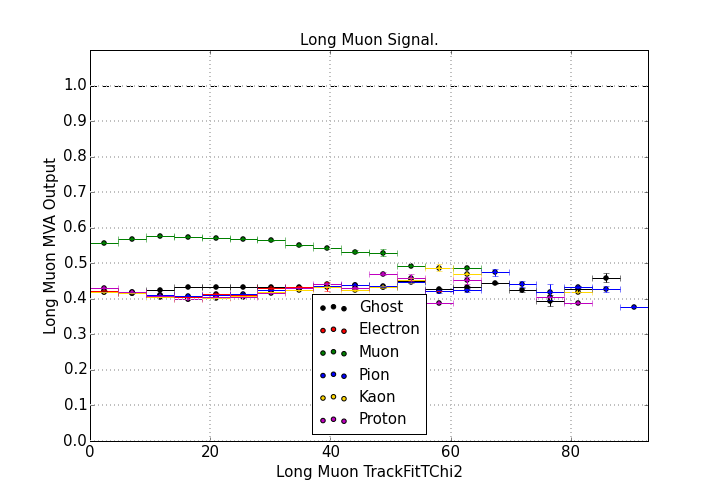 Long Muon Signal.
Long Muon MVA Output
1.0
0.9
0.8
0.7
0.6
0.5
0.4
0.3
0.2
0.1
0.0
Ghost
Electron
Muon
Pion
Kaon
Proton
0
20
40
60
80
Long Muon TrackFitTChi2